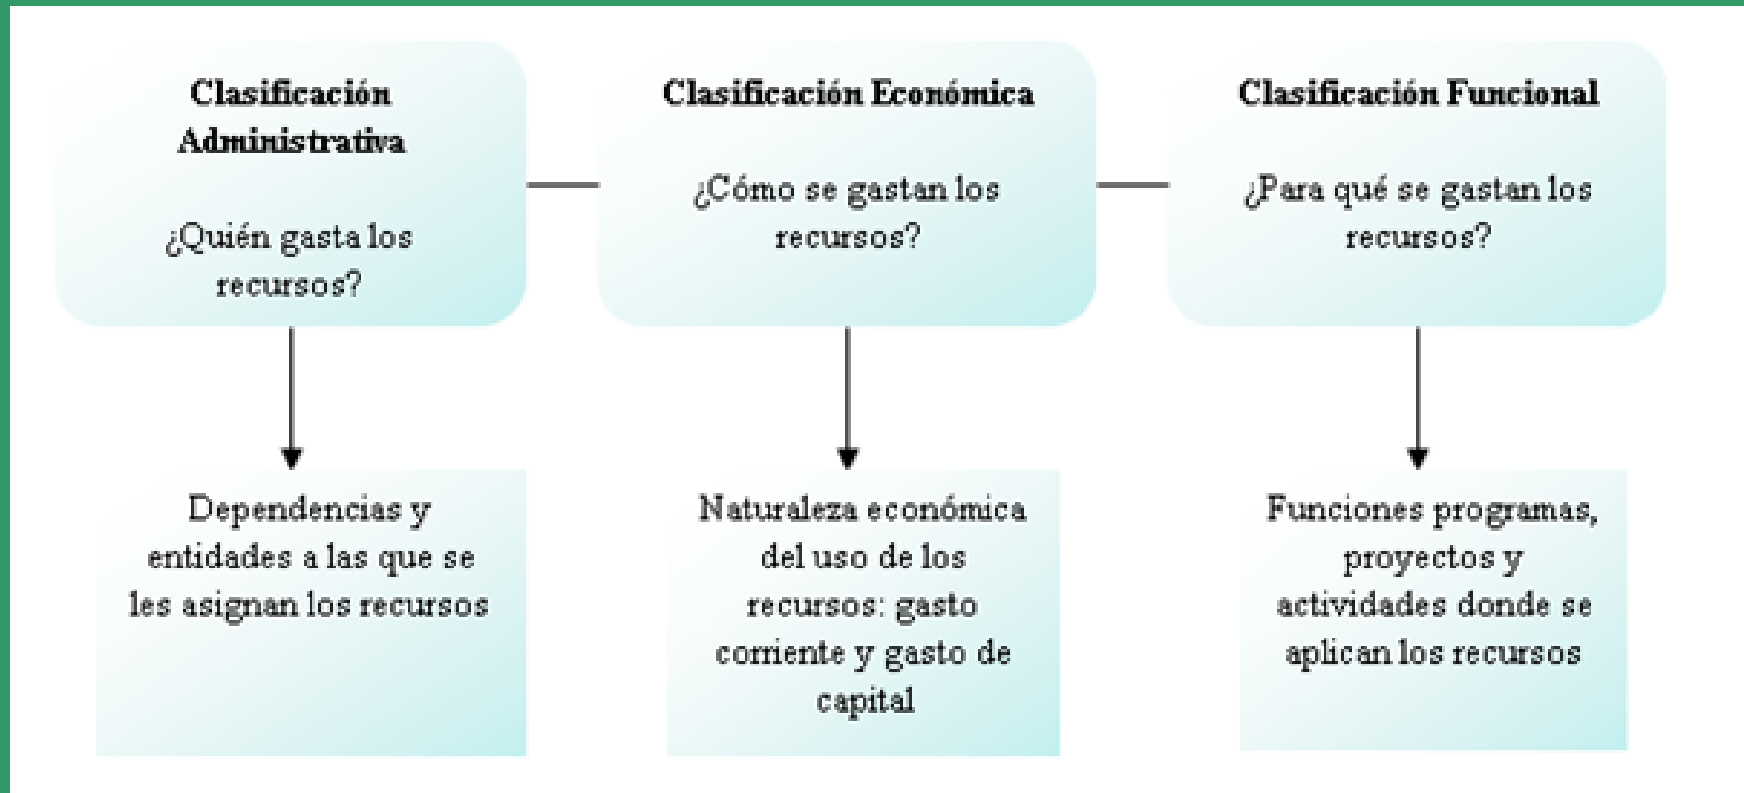 Clasificación
Administrativa
¿Quién gasta los
recursos?
Clasificación Económica
¿Cómo se gastan los
recursos?
Clasificación Funcional
¿Para qué se gastan los
recursos?
Dependencias y
entidades a las que se
les asignan los recursos
Naturaleza económica
del uso de los
recursos: gasto
corriente y gasto de
capital
Funciones programas,
proyectos y
actividades donde se
aplican los recursos